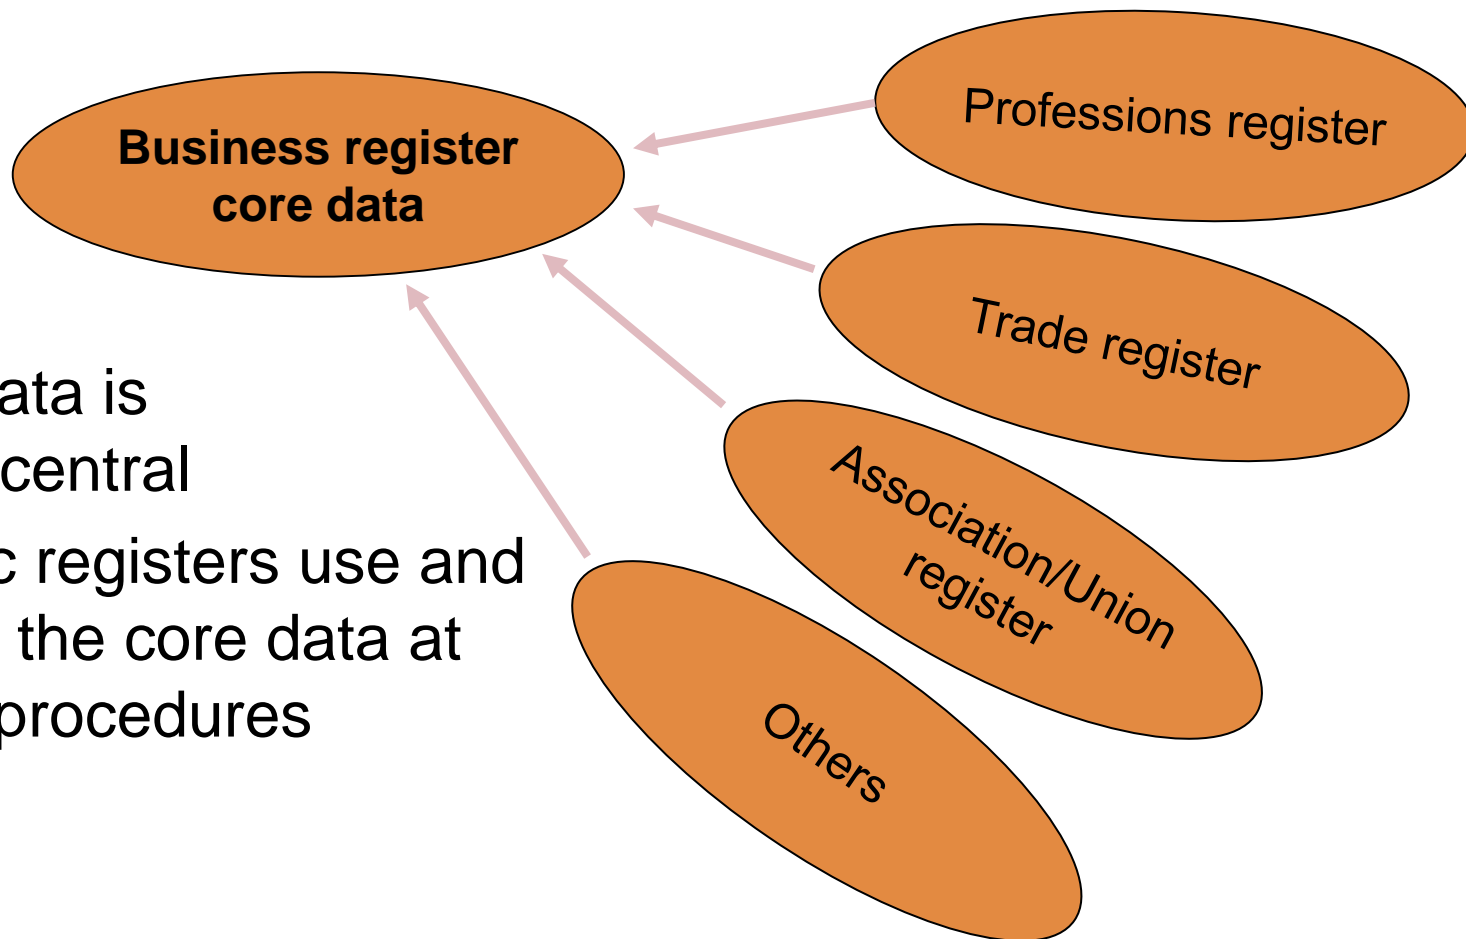 Business register
core data
Professions register
Trade register
Association/Union
register
Others
ata is
central
c registers use and
the core data at
procedures